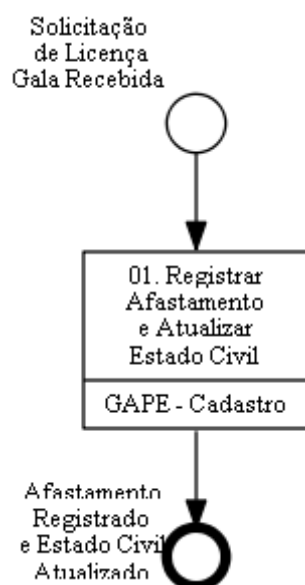 Solicitação
de Licença
Gala Recebida
01. Registrar
Afastamento
e Atualizar
Estado Civil
GAPE - Cadastro
Afastamento
Registrado
e Estado Civil
Atualizado